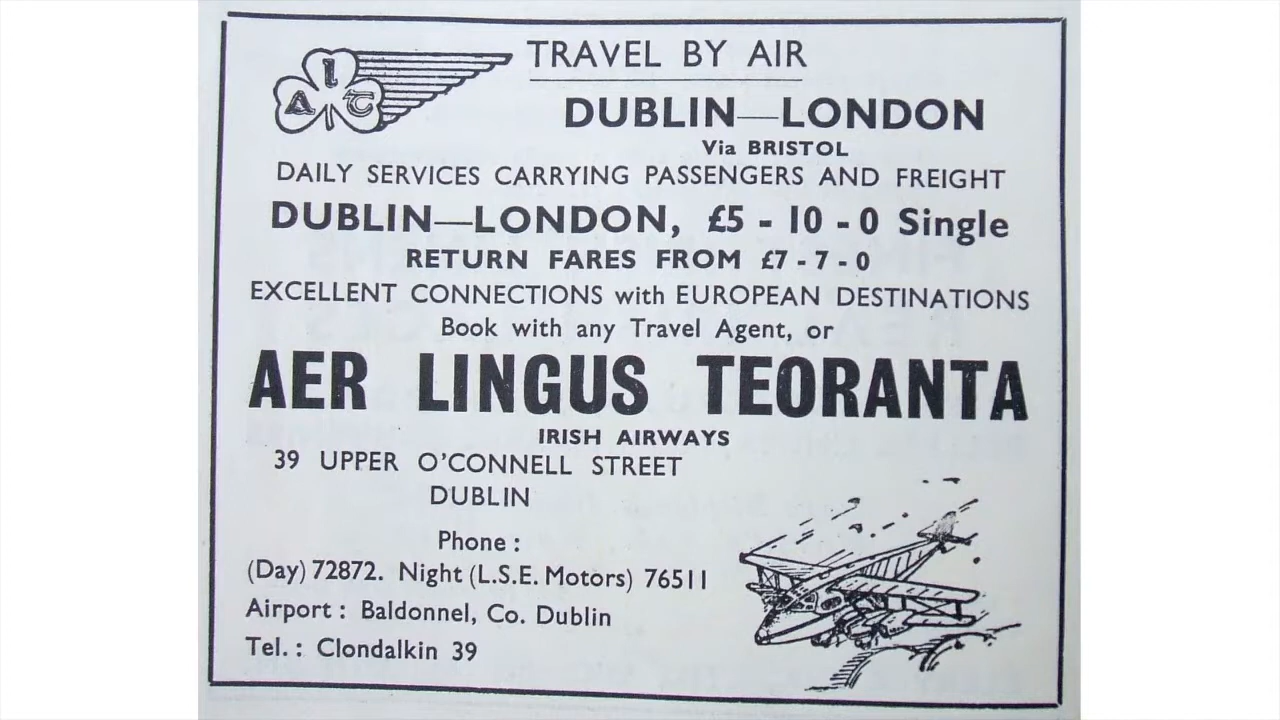 A L T
TRAVEL BY AIR
DUBLIN—LONDON
Via BRISTOL
DAILY SERVICES CARRYING PASSENGERS AND FREIGHT
DUBLIN—LONDON, £5 - 10 - 0 Single
RETURN FARES FROM £7 - 7 - 0
EXCELLENT CONNECTIONS with EUROPEAN DESTINATIONS
Book with any Travel Agent, or
AER LINGUS TEORANTA
IRISH AIRWAYS
39 UPPER O'CONNELL STREET
DUBLIN
Phone :
(Day) 72872. Night (L.S.E. Motors) 76511
Airport : Baldonnel, Co. Dublin
Tel. : Clondalkin 39